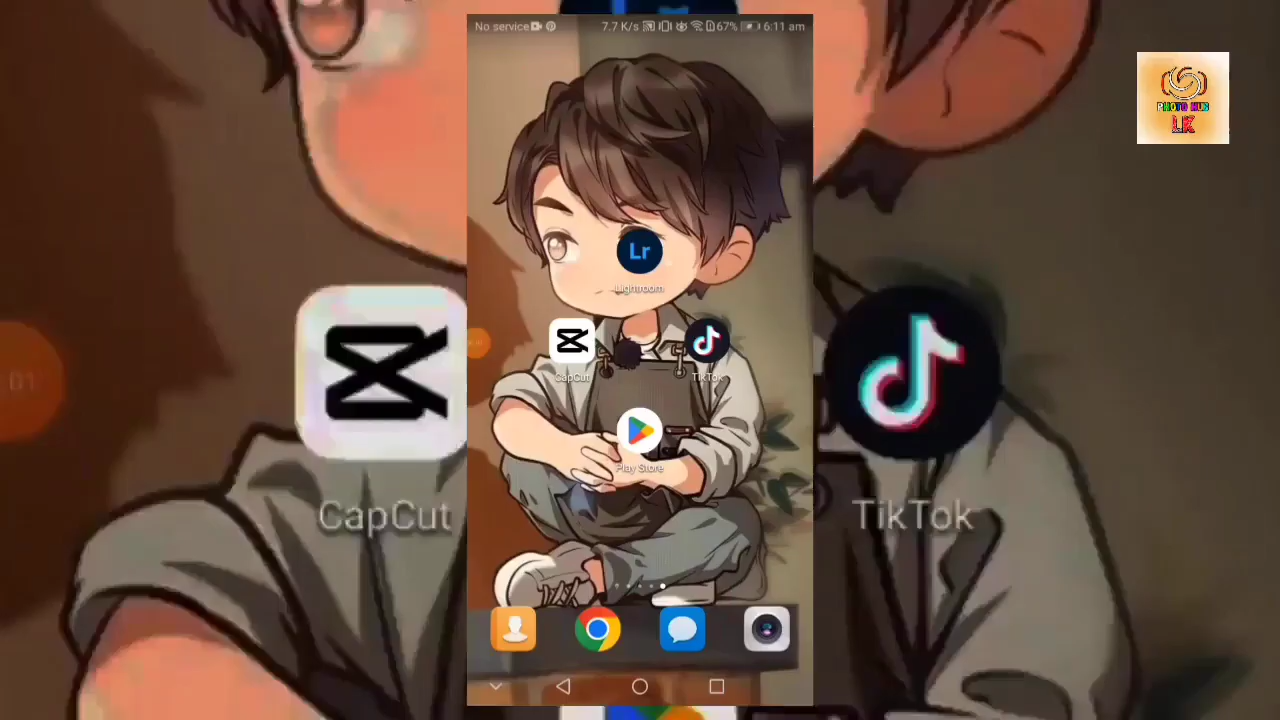 No service
7.7 K/s
67%
6:11 am
PHOTO HUB
LK
Lr
Lightroom
CapCut
TikTok
Play Store
01
CapCut
TikTok